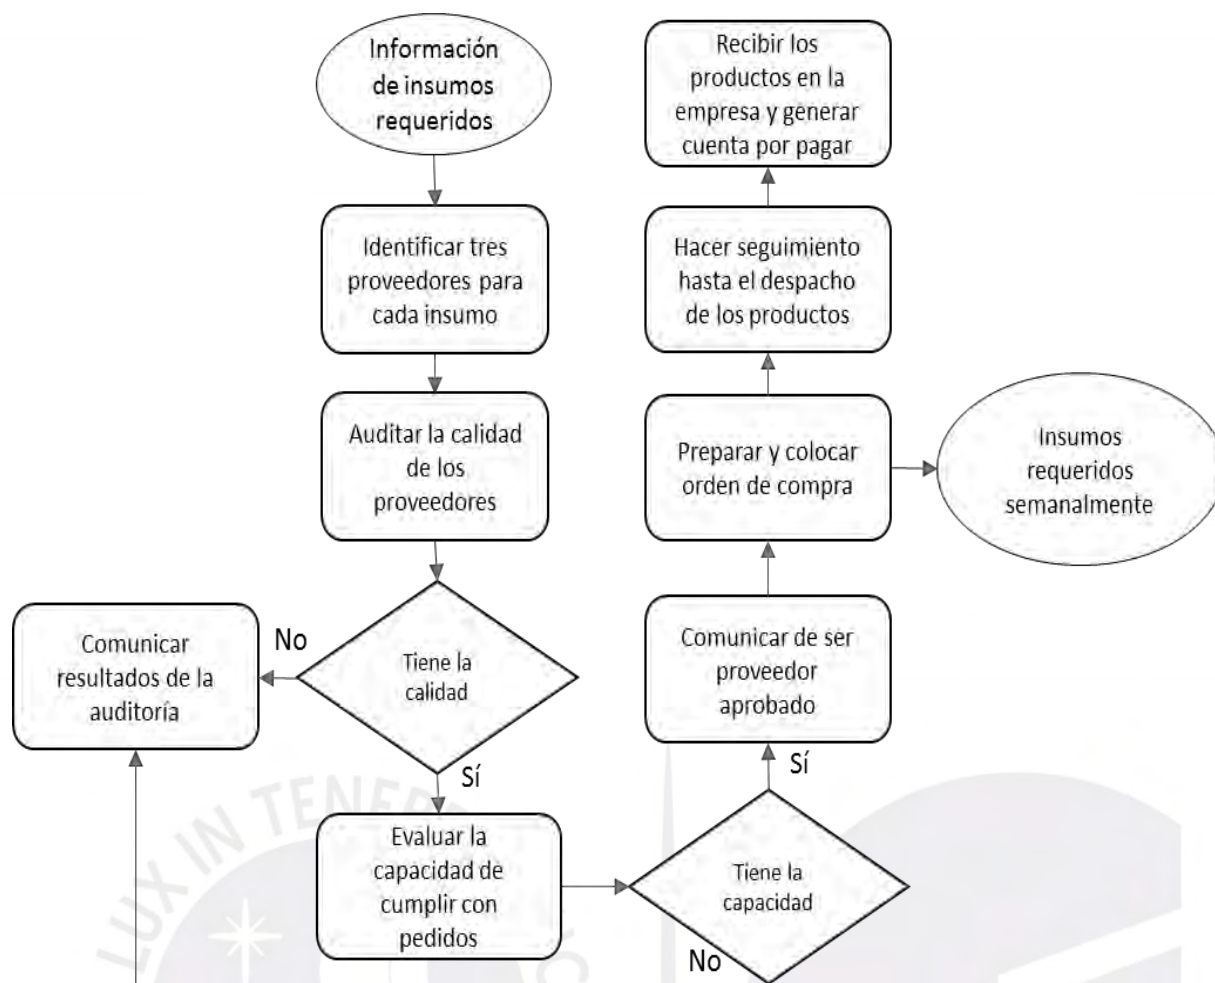 Información
de insumos
requeridos
Identificar tres
proveedores para
cada insumo
Auditar la calidad
de los
proveedores
Tiene la
calidad
No
Comunicar
resultados de la
auditoría
Sí
Evaluar la
capacidad de
cumplir con
pedidos
Tiene la
capacidad
No
Sí
Comunicar de ser
proveedor
aprobado
Preparar y colocar
orden de compra
Insumos
requeridos
semanalmente
Hacer seguimiento
hasta el despacho
de los productos
Recibir los
productos en la
empresa y generar
cuenta por pagar
LUX IN